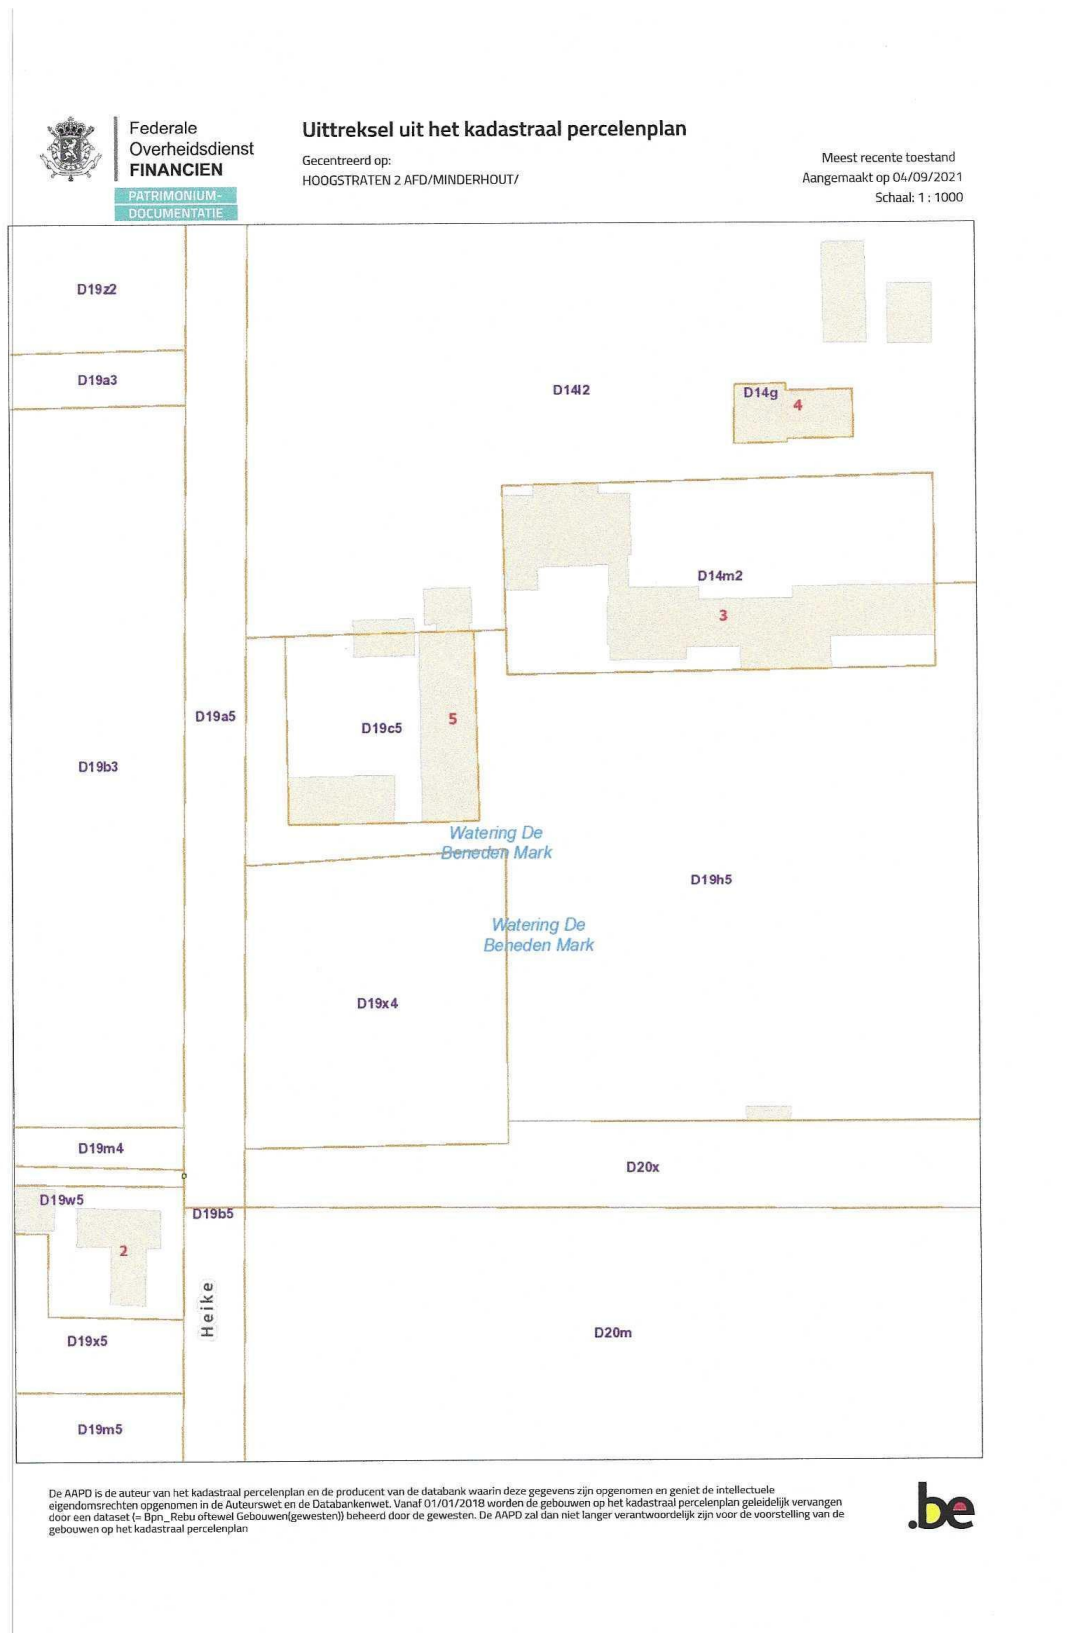 Federale
Overheidsdienst
FINANCIEN
PATRIMONIUM-
DOCUMENTATIE
Uittreksel uit het kadastraal percelenplan
Gecentreerd op:
HOOGSTRATEN 2 AFD/MINDERHOUT/
Meest recente toestand
Aangemaakt op 04/09/2021
Schaal: 1 : 1000
D19z2
D19a3
D14l2
D14g
4
D14m2
3
D19a5
D19c5
5
D19b3
Watering De
Beneden Mark
D19h5
Watering De
Beneden Mark
D19x4
D19m4
D20x
D19w5
D19b5
2
Heike
D19x5
D20m
D19m5
De AAPD is de auteur van het kadastraal percelenplan en de producent van de databank waarin deze gegevens zijn opgenomen en geniet de intellectuele
eigendomsrechten opgenomen in de Auteurswet en de Databankenwet. Vanaf 01/01/2018 worden de gebouwen op het kadastraal percelenplan geleidelijk vervangen
door een dataset (= Bpn_Rebu oftewel Gebouwen(gewesten)) beheerd door de gewesten. De AAPD zal dan niet langer verantwoordelijk zijn voor de voorstelling van de
gebouwen op het kadastraal percelenplan
.be